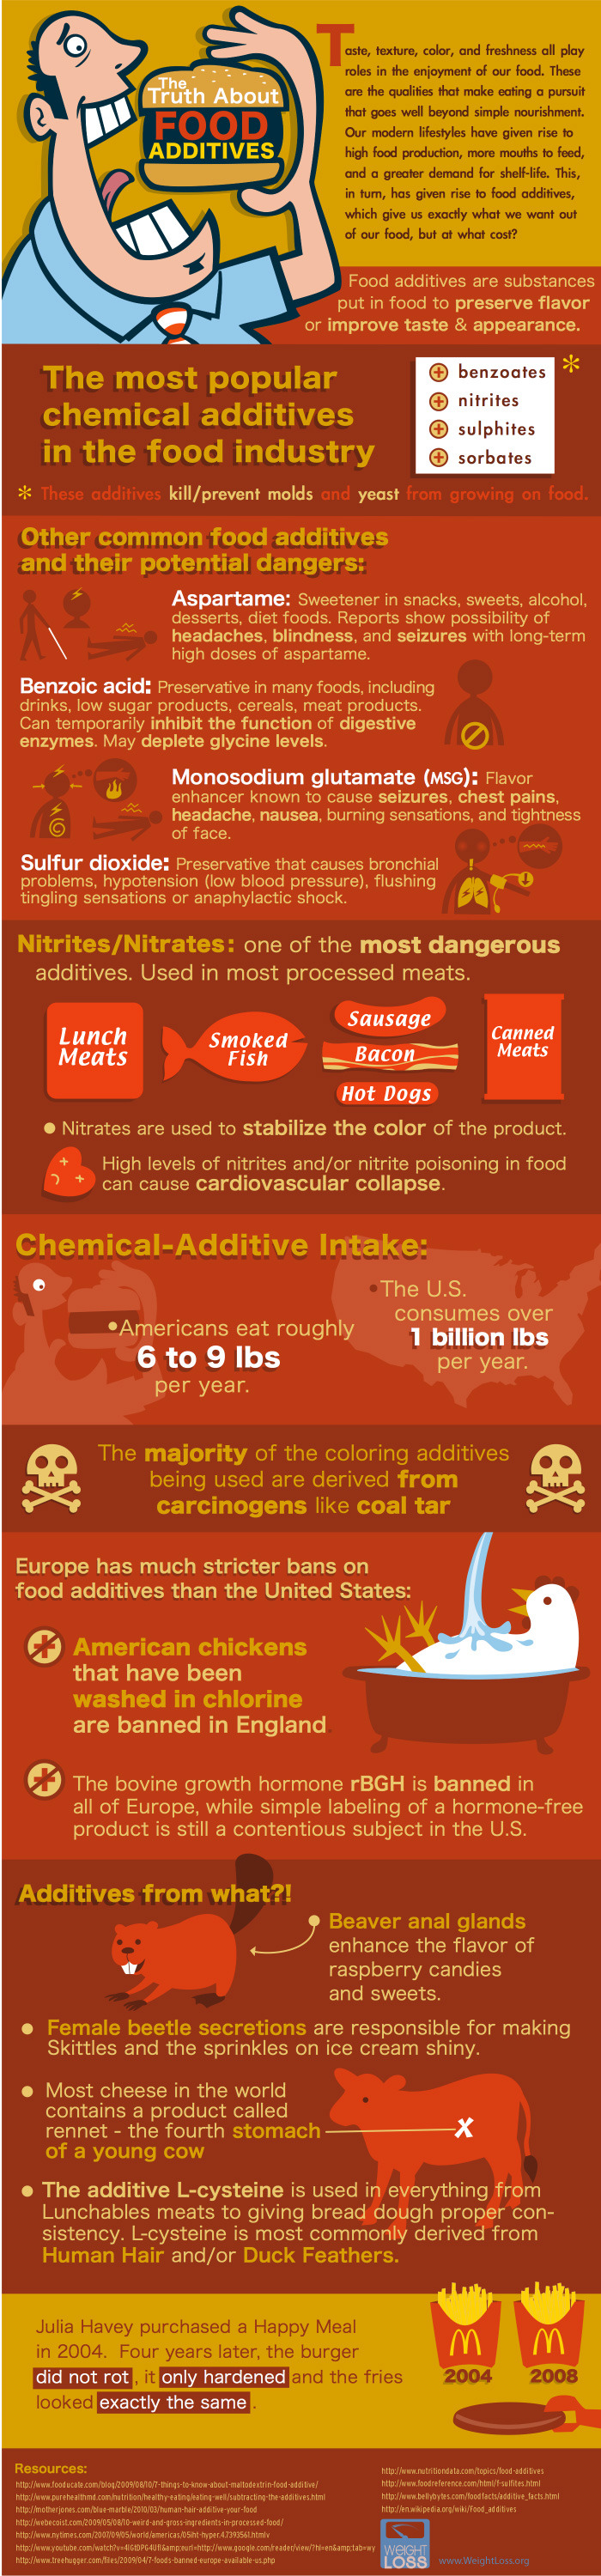 The
Truth About
FOOD
ADDITIVES
Taste, texture, color, and freshness all play
roles in the enjoyment of our food. These
are the qualities that make eating a pursuit
that goes well beyond simple nourishment.
Our modern lifestyles have given rise to
high food production, more mouths to feed,
and a greater demand for shelf-life. This,
in turn, has given rise to food additives,
which give us exactly what we want out
of our food, but at what cost?
Food additives are substances
put in food to preserve flavor
or improve taste & appearance.
The most popular
chemical additives
in the food industry
benzoates *
nitrites
sulphites
sorbates
* These additives kill/prevent molds and yeast from growing on food.
Other common food additives
and their potential dangers:
Aspartame: Sweetener in snacks, sweets, alcohol,
desserts, diet foods. Reports show possibility of
headaches, blindness, and seizures with long-term
high doses of aspartame.
Benzoic acid: Preservative in many foods, including
drinks, low sugar products, cereals, meat products.
Can temporarily inhibit the function of digestive
enzymes. May deplete glycine levels.
Monosodium glutamate (MSG): Flavor
enhancer known to cause seizures, chest pains,
headache, nausea, burning sensations, and tightness
of face.
Sulfur dioxide: Preservative that causes bronchial
problems, hypotension (low blood pressure), flushing
tingling sensations or anaphylactic shock.
Nitrites/Nitrates: one of the most dangerous
additives. Used in most processed meats.
Lunch
Meats
Smoked
Fish
Sausage
Bacon
Hot Dogs
Canned
Meats
• Nitrates are used to stabilize the color of the product.
High levels of nitrites and/or nitrite poisoning in food
can cause cardiovascular collapse.
Chemical-Additive Intake:
•Americans eat roughly
6 to 9 lbs
per year.
•The U.S.
consumes over
1 billion lbs
per year.
The majority of the coloring additives
being used are derived from
carcinogens like coal tar
Europe has much stricter bans on
food additives than the United States:
American chickens
that have been
washed in chlorine
are banned in England.
The bovine growth hormone rBGH is banned in
all of Europe, while simple labeling of a hormone-free
product is still a contentious subject in the U.S.
Additives from what?!
Beaver anal glands
enhance the flavor of
raspberry candies
and sweets.
• Female beetle secretions are responsible for making
Skittles and the sprinkles on ice cream shiny.
• Most cheese in the world
contains a product called
rennet - the fourth stomach
of a young cow
x
• The additive L-cysteine is used in everything from
Lunchables meats to giving bread dough proper con-
sistency. L-cysteine is most commonly derived from
Human Hair and/or Duck Feathers.
Julia Havey purchased a Happy Meal
in 2004. Four years later, the burger
did not rot, it only hardened and the fries
looked exactly the same.
2004
2008
Resources:
http://www.fooducate.com/blog/2009/08/10/7-things-to-know-about-maltodextrin-food-additive/
http://www.purehealthmd.com/nutrition/healthy-eating/eating-well/subtracting-the-additives.html
http://motherjones.com/blue-marble/2010/03/human-hair-additive-your-food
http://webecoist.com/2009/05/08/10-weird-and-gross-ingredients-in-processed-food/
http://www.nytimes.com/2007/09/05/world/americas/05iht-hyper.4.7393561.htmlv
http://www.treehugger.com/files/2009/04/7-foods-banned-europe-available-us.php
http://www.nutritiondata.com/topics/food-additives
http://www.foodreference.com/html/f-sulfites.html
http://www.bellybytes.com/foodfacts/additive_facts.html
http://en.wikipedia.org/wiki/Food_additives
WEIGHT
LOSS
www.WeightLoss.org